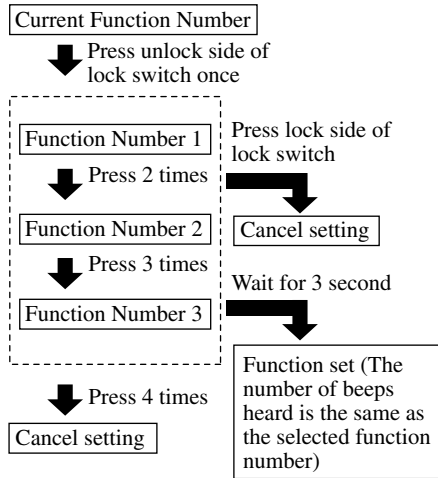 Current Function Number
Press unlock side of
lock switch once
Function Number 1
Press lock side of
lock switch
Press 2 times
Function Number 2
Cancel setting
Press 3 times
Wait for 3 second
Function Number 3
Function set (The
number of beeps
heard is the same as
the selected function
number)
Press 4 times
Cancel setting